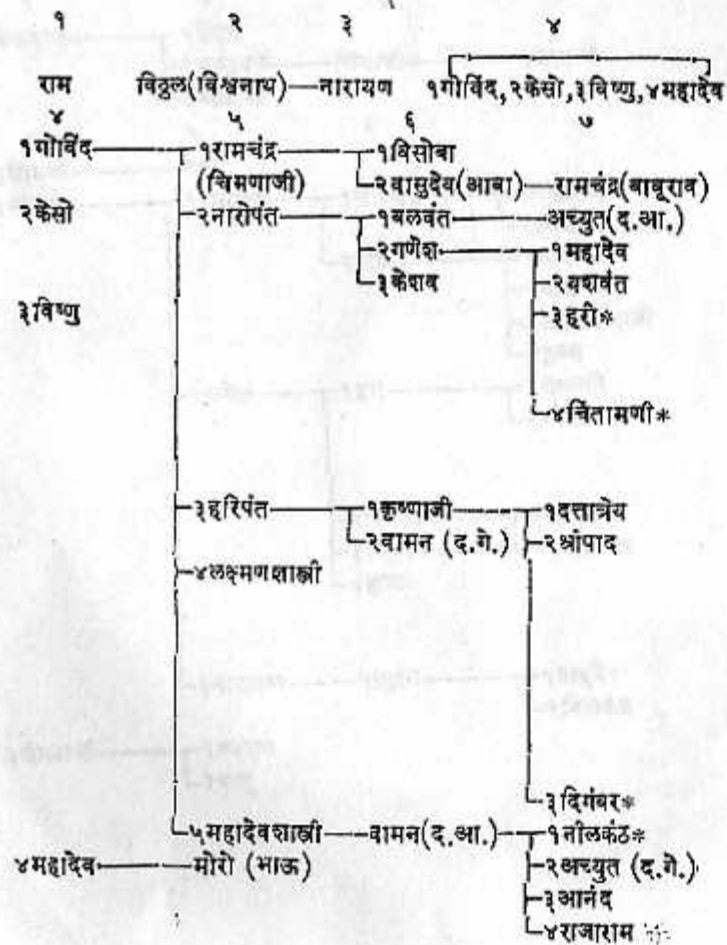 १ २ ३ ४
राम विठ्ठल(विश्वनाथ) नारायण १गोविंद,२केसो,३विष्णु,४महादेव
४ ५ ६ ७
१गोविंद १रामचंद्र १विसोबा
(चिमणाजी) २वासुदेव(आबा) रामचंद्र(बाबूराव)
२केसो २नारोपंत १बलवंत अच्युत(द.आ.)
२गणेश १महादेव
३केशव २यशवंत
३विष्णु ३हरी*
४चिंतामणी*
३हरिपंत १कृष्णाजी १दत्तात्रेय
२वामन (द.गे.) २श्रीपाद
४लक्ष्मणशास्त्री
३दिगंबर*
५महादेवशास्त्री वामन(द.आ.) १नीलकंठ*
४महादेव मोरो (भाऊ) २अच्युत (द.गे.)
३आनंद
४राजाराम